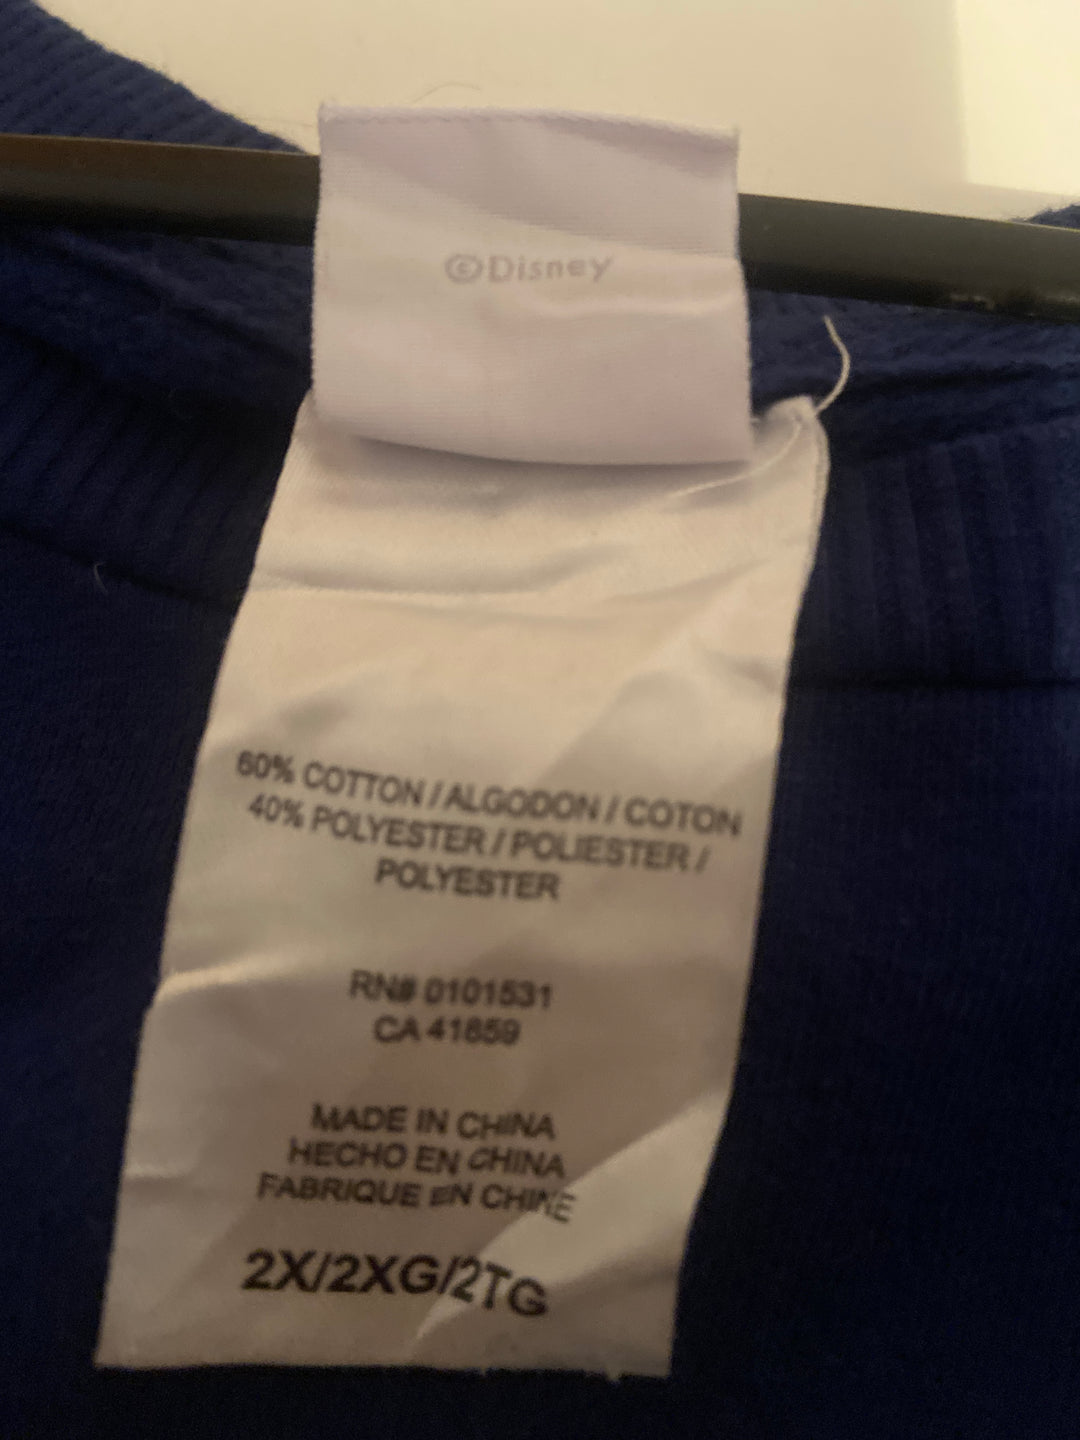 ©Disney
60% COTTON / ALGODON / COTON
40% POLYESTER / POLIESTER /
POLYESTER
RN# 0101531
CA 41859
MADE IN CHINA
HECHO EN CHINA
FABRIQUE EN CHINE
2X/2XG/2TG